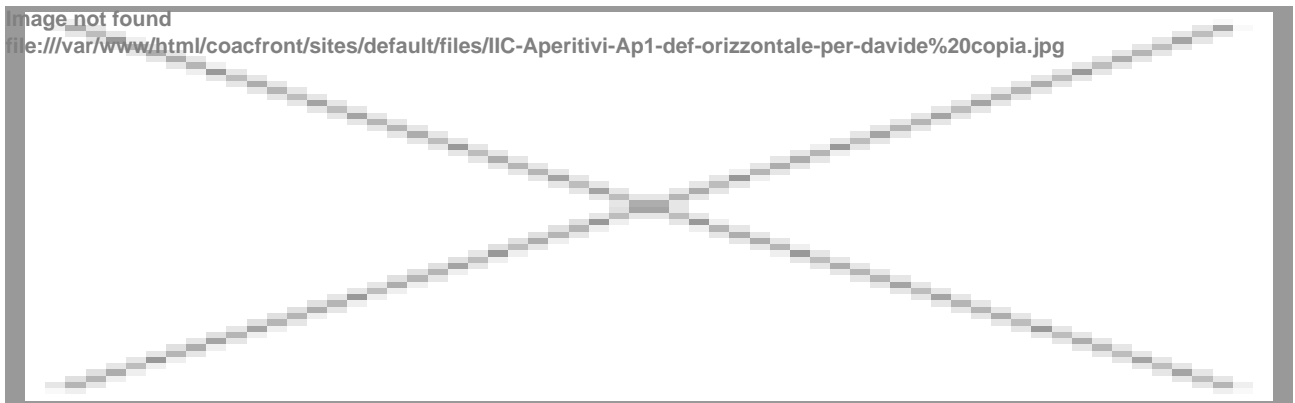 Image not found
file:///var/www/html/coacfront/sites/default/files/IIC-Aperitivi-Ap1-def-orizzontale-per-davide%20copia.jpg